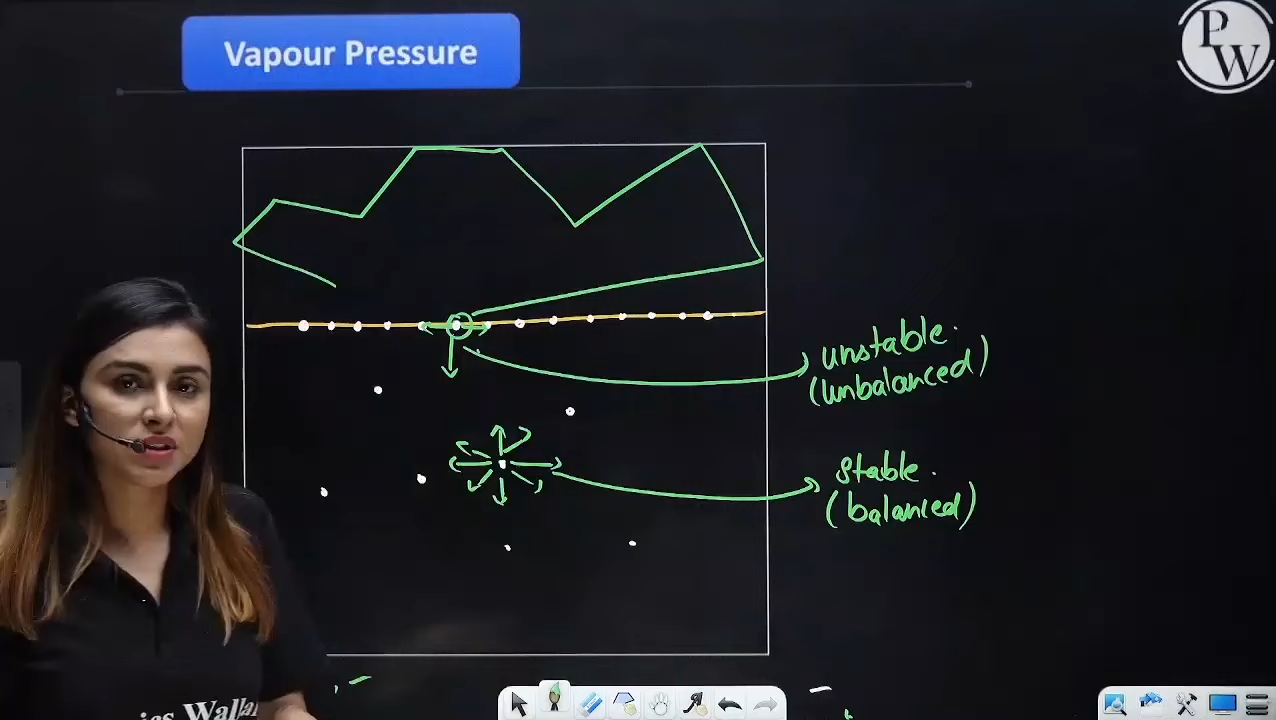 Vapour Pressure
PW
unstable.
(unbalanced)
stable.
(balanced)